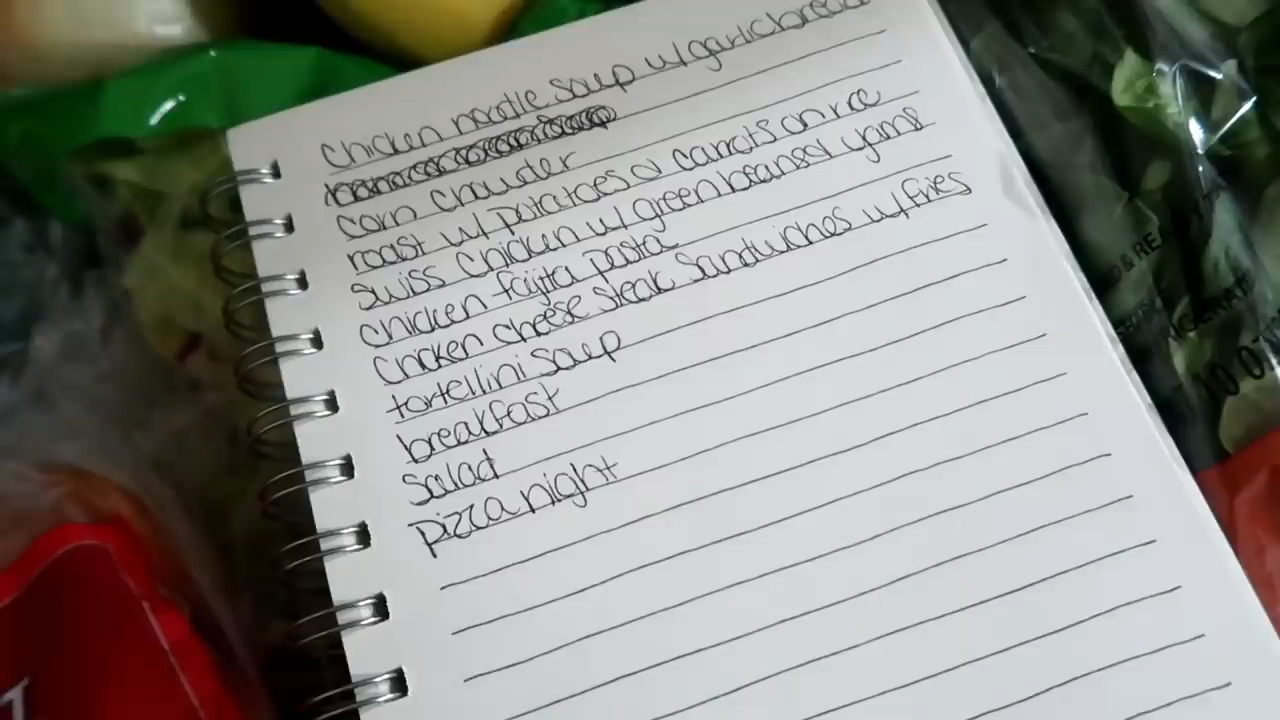 Chicken noodle soup w/ garlic bread
corn chowder
roast w/ potatoes & carrots on rice
swiss chicken w/ green beans & yams
chicken fajita pasta
Chicken cheese steak sandwiches w/ fries
tortellini soup
breakfast
Salad
pizza night